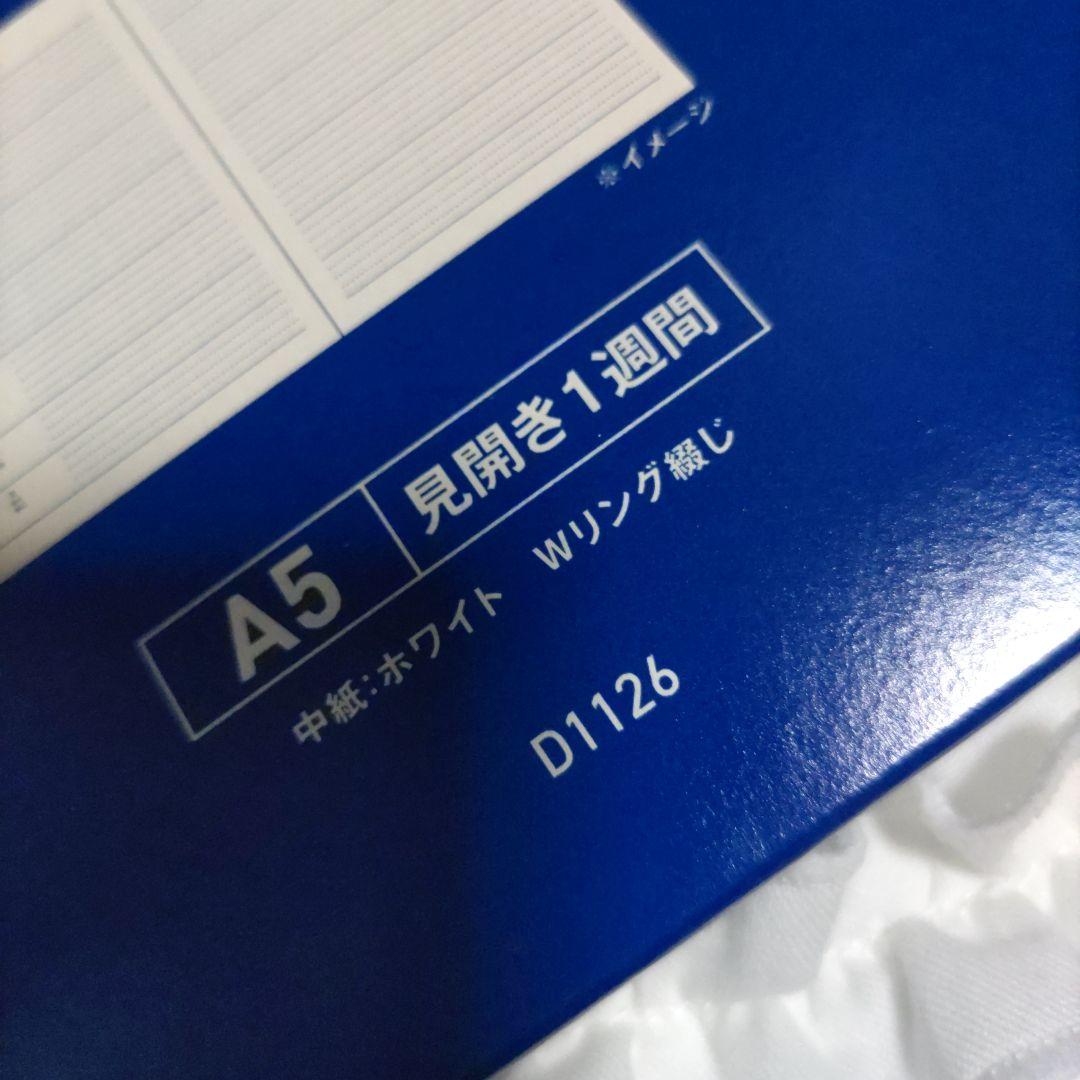 ※イメージ
A5 見開き1週間
中紙:ホワイト Wリング綴じ
D1126